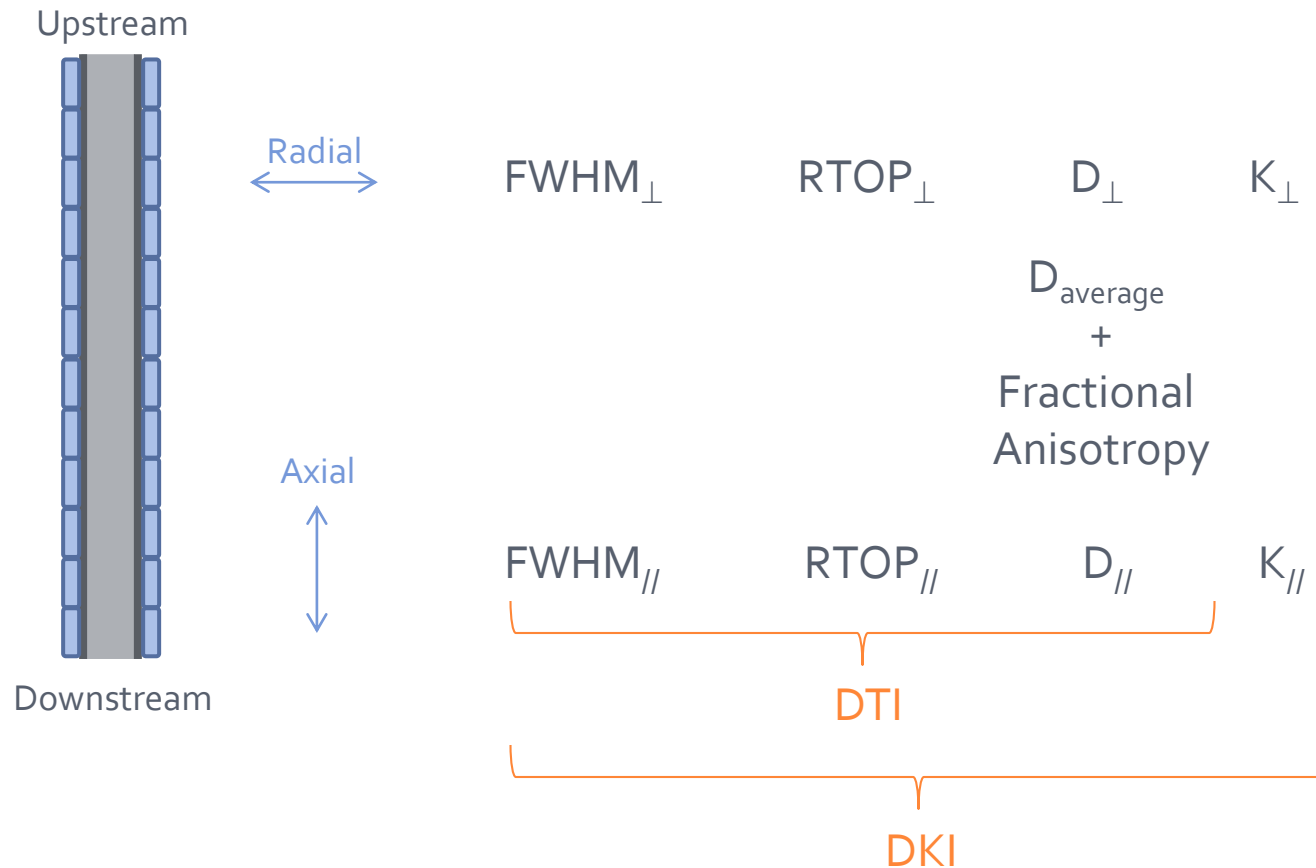 Upstream
Radial
FWHM⊥ RTOP⊥ D⊥ K⊥
Daverage
+
Fractional
Anisotropy
Axial
FWHM// RTOP// D// K//
Downstream
DTI
DKI